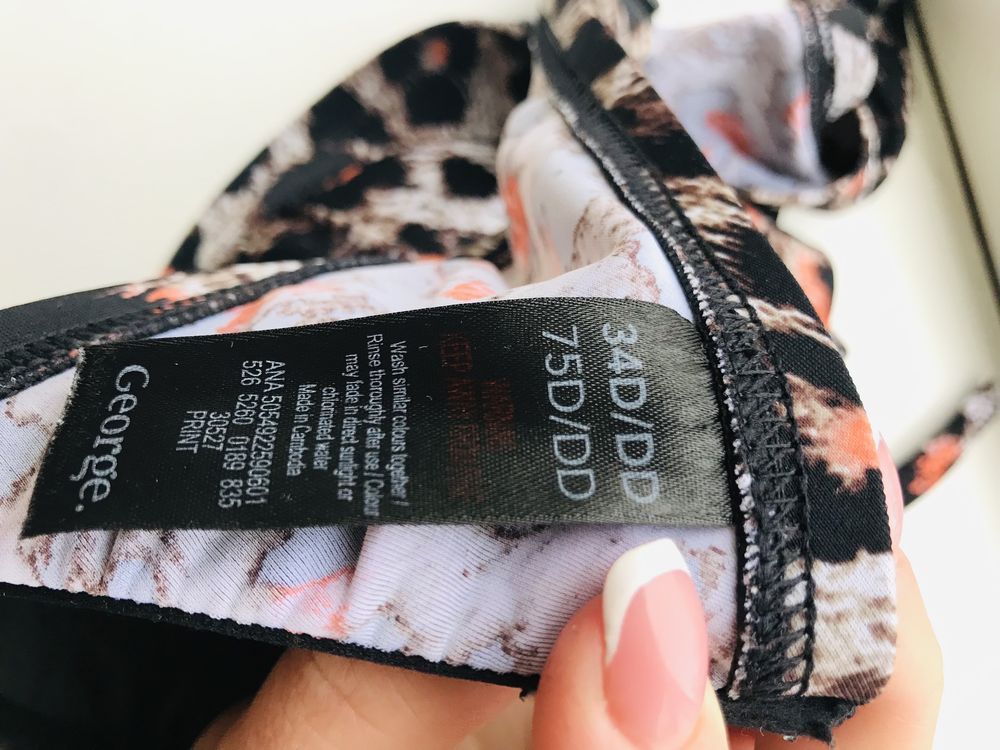 34D/DD
75D/DD
Wash similar colours together /
Rinse thoroughly after use / Colour
may fade in direct sunlight or
chlorinated water
Made in Cambodia
ANA 5054922590601
526 5260 0189 835
30527
PRINT
George.